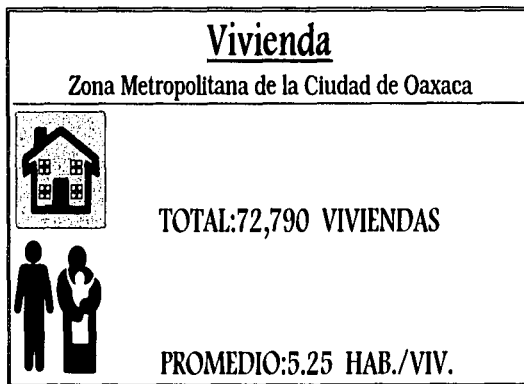 Vivienda
Zona Metropolitana de la Ciudad de Oaxaca
TOTAL:72,790 VIVIENDAS
PROMEDIO:5.25 HAB./VIV.